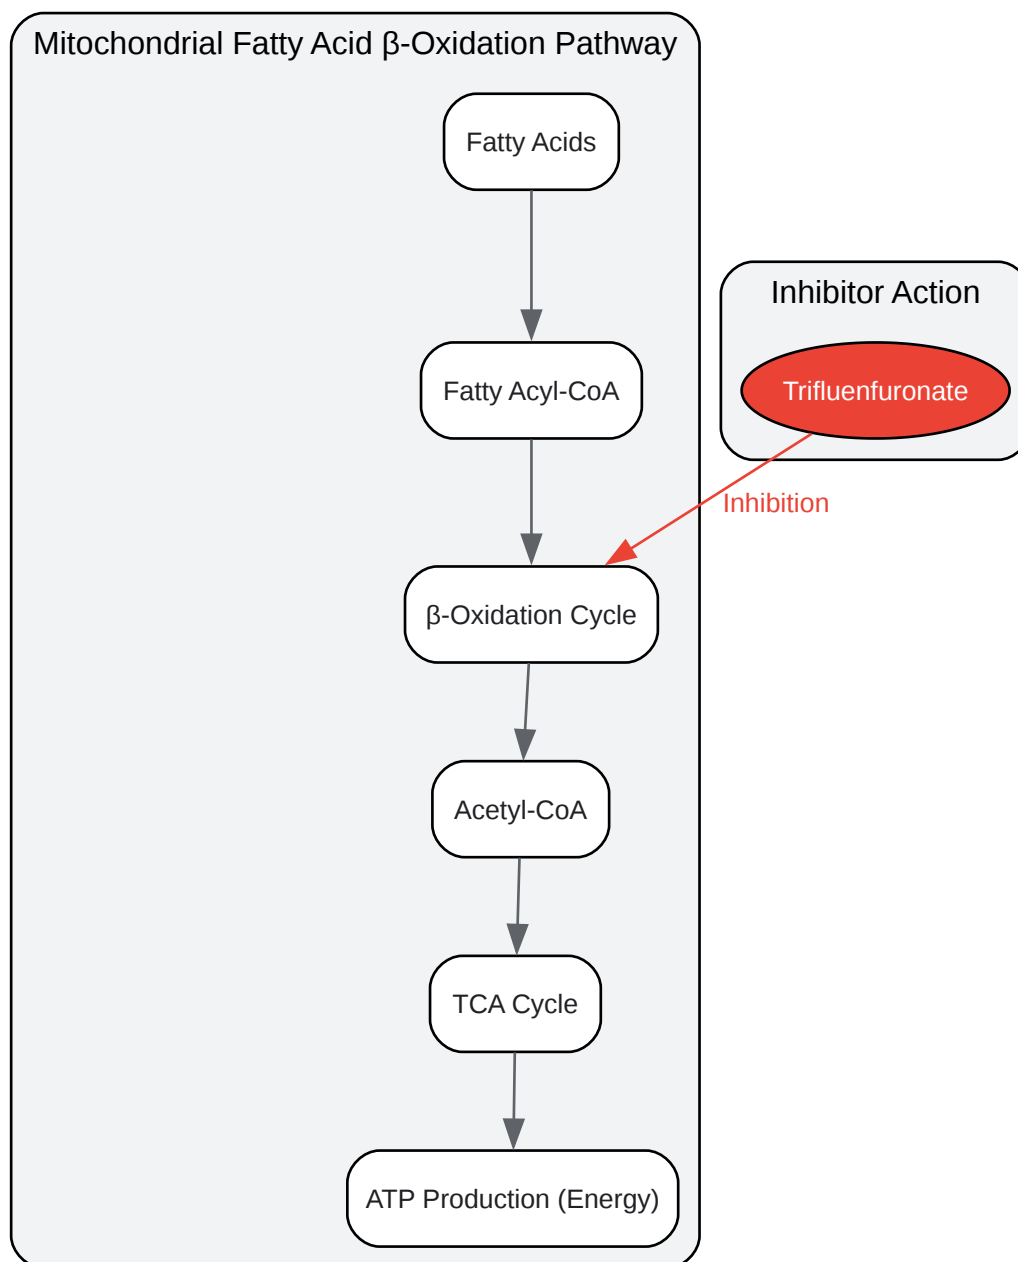 Mitochondrial Fatty Acid β-Oxidation Pathway
Fatty Acids
Inhibitor Action
Fatty Acyl-CoA
Trifluenfuronate
Inhibition
β-Oxidation Cycle
Acetyl-CoA
TCA Cycle
ATP Production (Energy)